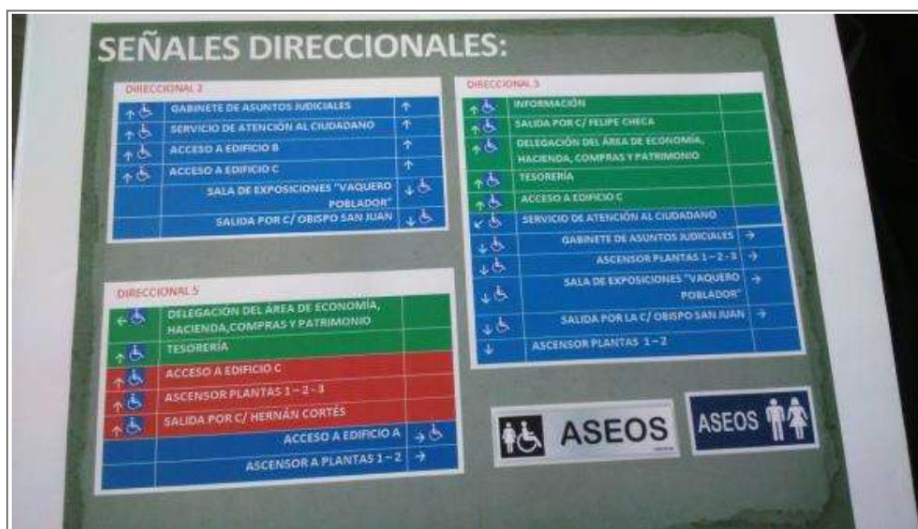 SEÑALES DIRECCIONALES:
DIRECCIONAL 2
GABINETE DE ASUNTOS JUDICIALES
SERVICIO DE ATENCIÓN AL CIUDADANO
ACCESO A EDIFICIO B
ACCESO A EDIFICIO C
SALA DE EXPOSICIONES "VAQUERO
POBLADOR"
SALIDA POR C/ OBISPO SAN JUAN
DIRECCIONAL 3
INFORMACIÓN
SALIDA POR C/ FELIPE CHECA
DELEGACIÓN DEL ÁREA DE ECONOMÍA,
HACIENDA, COMPRAS Y PATRIMONIO
TESORERÍA
ACCESO A EDIFICIO C
SERVICIO DE ATENCIÓN AL CIUDADANO
GABINETE DE ASUNTOS JUDICIALES
ASCENSOR PLANTAS 1 – 2 - 3
SALA DE EXPOSICIONES "VAQUERO
POBLADOR"
SALIDA POR LA C/ OBISPO SAN JUAN
ASCENSOR PLANTAS 1 – 2
DIRECCIONAL 5
DELEGACIÓN DEL ÁREA DE ECONOMÍA,
HACIENDA,COMPRAS Y PATRIMONIO
TESORERÍA
ACCESO A EDIFICIO C
ASCENSOR PLANTAS 1 – 2 - 3
SALIDA POR C/ HERNÁN CORTÉS
ACCESO A EDIFICIO A
ASCENSOR A PLANTAS 1 – 2
ASEOS
ASEOS